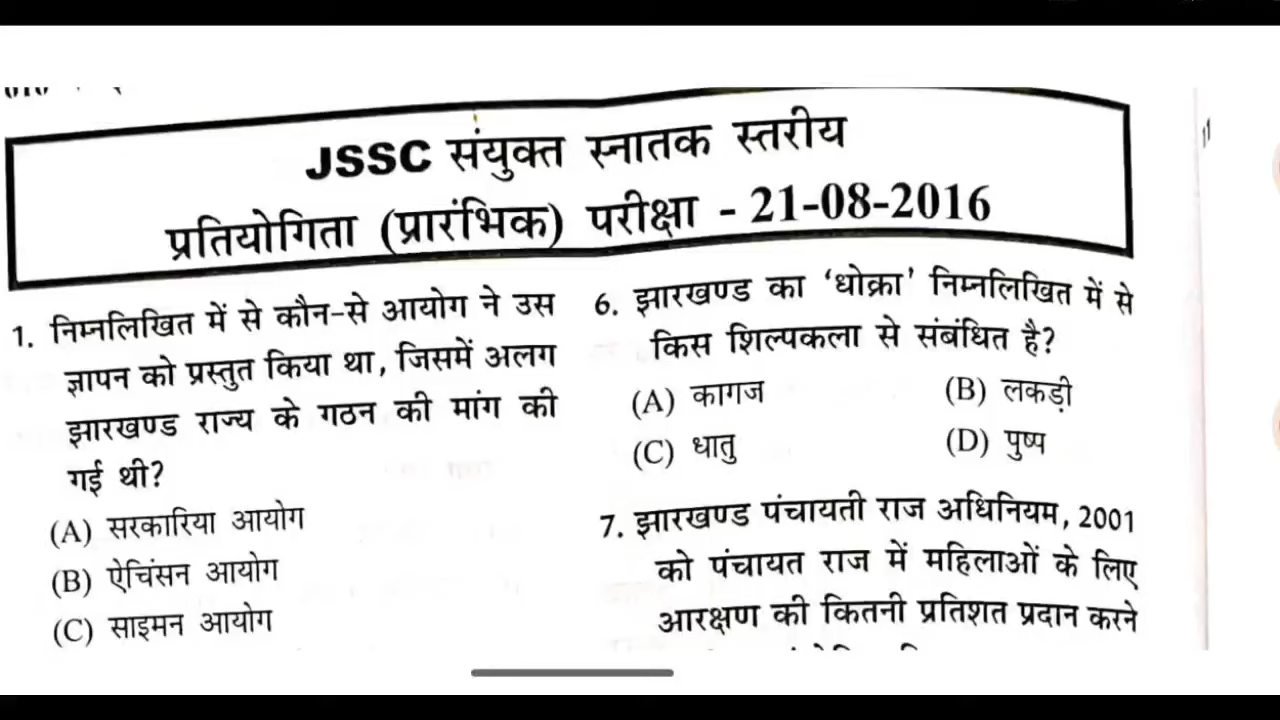 JSSC संयुक्त स्नातक स्तरीय
प्रतियोगिता (प्रारंभिक) परीक्षा - 21-08-2016
1. निम्नलिखित में से कौन-से आयोग ने उस
ज्ञापन को प्रस्तुत किया था, जिसमें अलग
झारखण्ड राज्य के गठन की मांग की
गई थी?
(A) सरकारिया आयोग
(B) ऐचिंसन आयोग
(C) साइमन आयोग
6. झारखण्ड का ‘धोक्रा’ निम्नलिखित में से
किस शिल्पकला से संबंधित है?
(A) कागज (B) लकड़ी
(C) धातु (D) पुष्प
7. झारखण्ड पंचायती राज अधिनियम, 2001
को पंचायत राज में महिलाओं के लिए
आरक्षण की कितनी प्रतिशत प्रदान करने